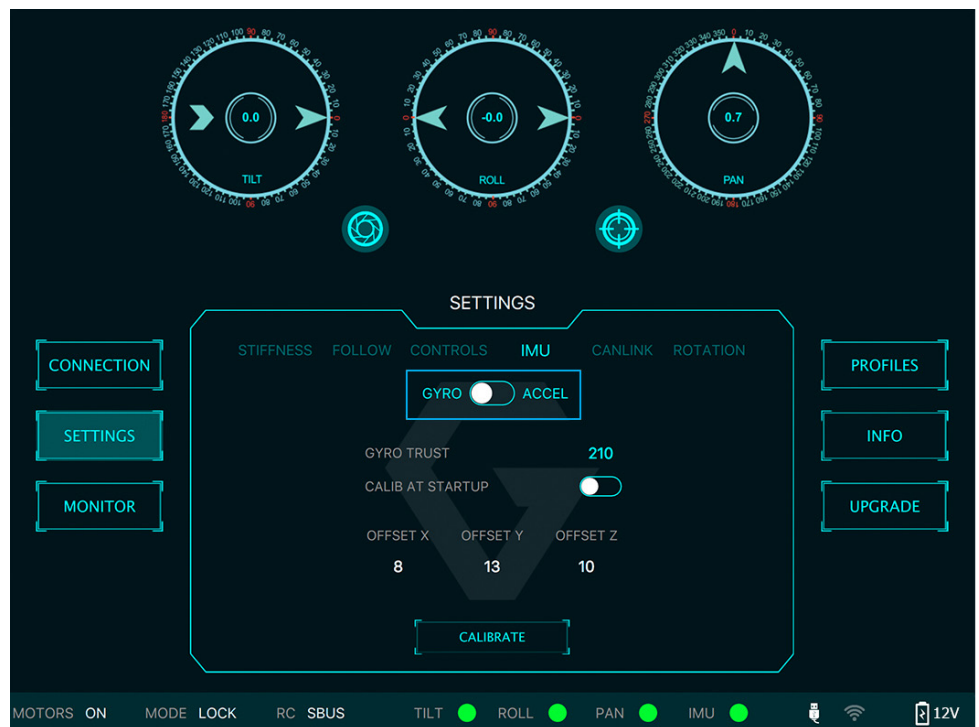 0.0
TILT
-0.0
ROLL
0.7
PAN
SETTINGS
STIFFNESS FOLLOW CONTROLS IMU CANLINK ROTATION
GYRO ACCEL
CONNECTION
SETTINGS
MONITOR
GYRO TRUST 210
CALIB AT STARTUP
OFFSET X OFFSET Y OFFSET Z
8 13 10
CALIBRATE
PROFILES
INFO
UPGRADE
MOTORS ON MODE LOCK RC SBUS TILT ROLL PAN IMU 12V